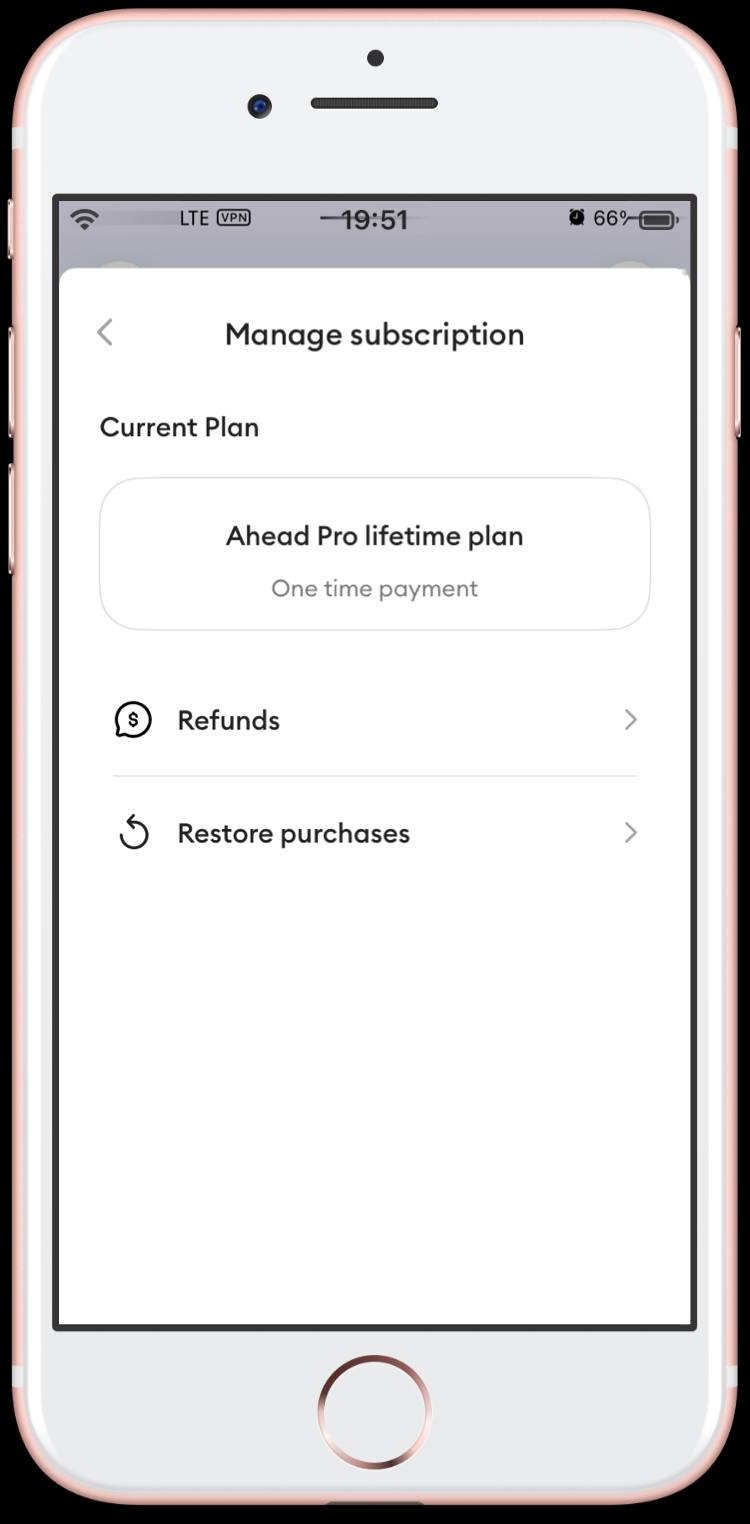 LTE VPN 19:51 66%
Manage subscription
Current Plan
Ahead Pro lifetime plan
One time payment
$ Refunds
Restore purchases